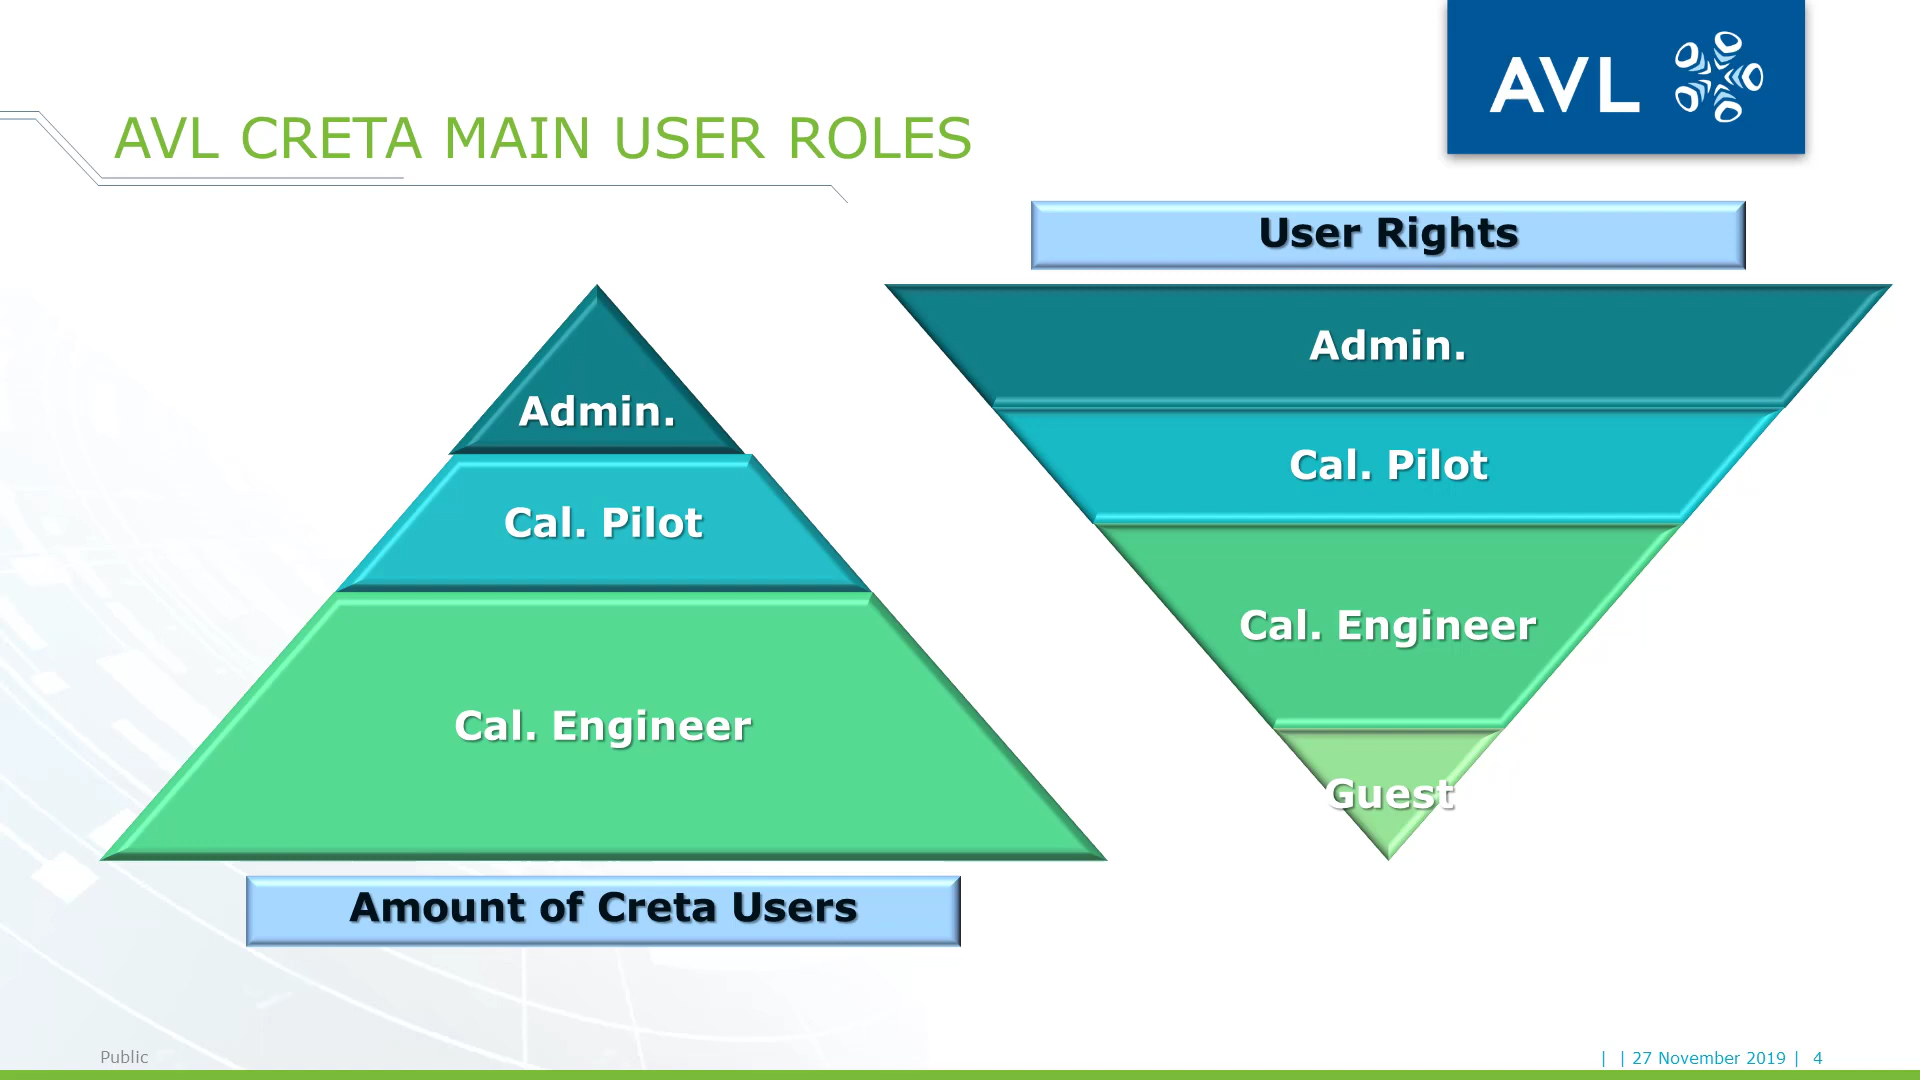 AVL
AVL CRETA MAIN USER ROLES
User Rights
Admin.
Cal. Pilot
Cal. Engineer
Amount of Creta Users
Admin.
Cal. Pilot
Cal. Engineer
Guest
Public
| | 27 November 2019 | 4